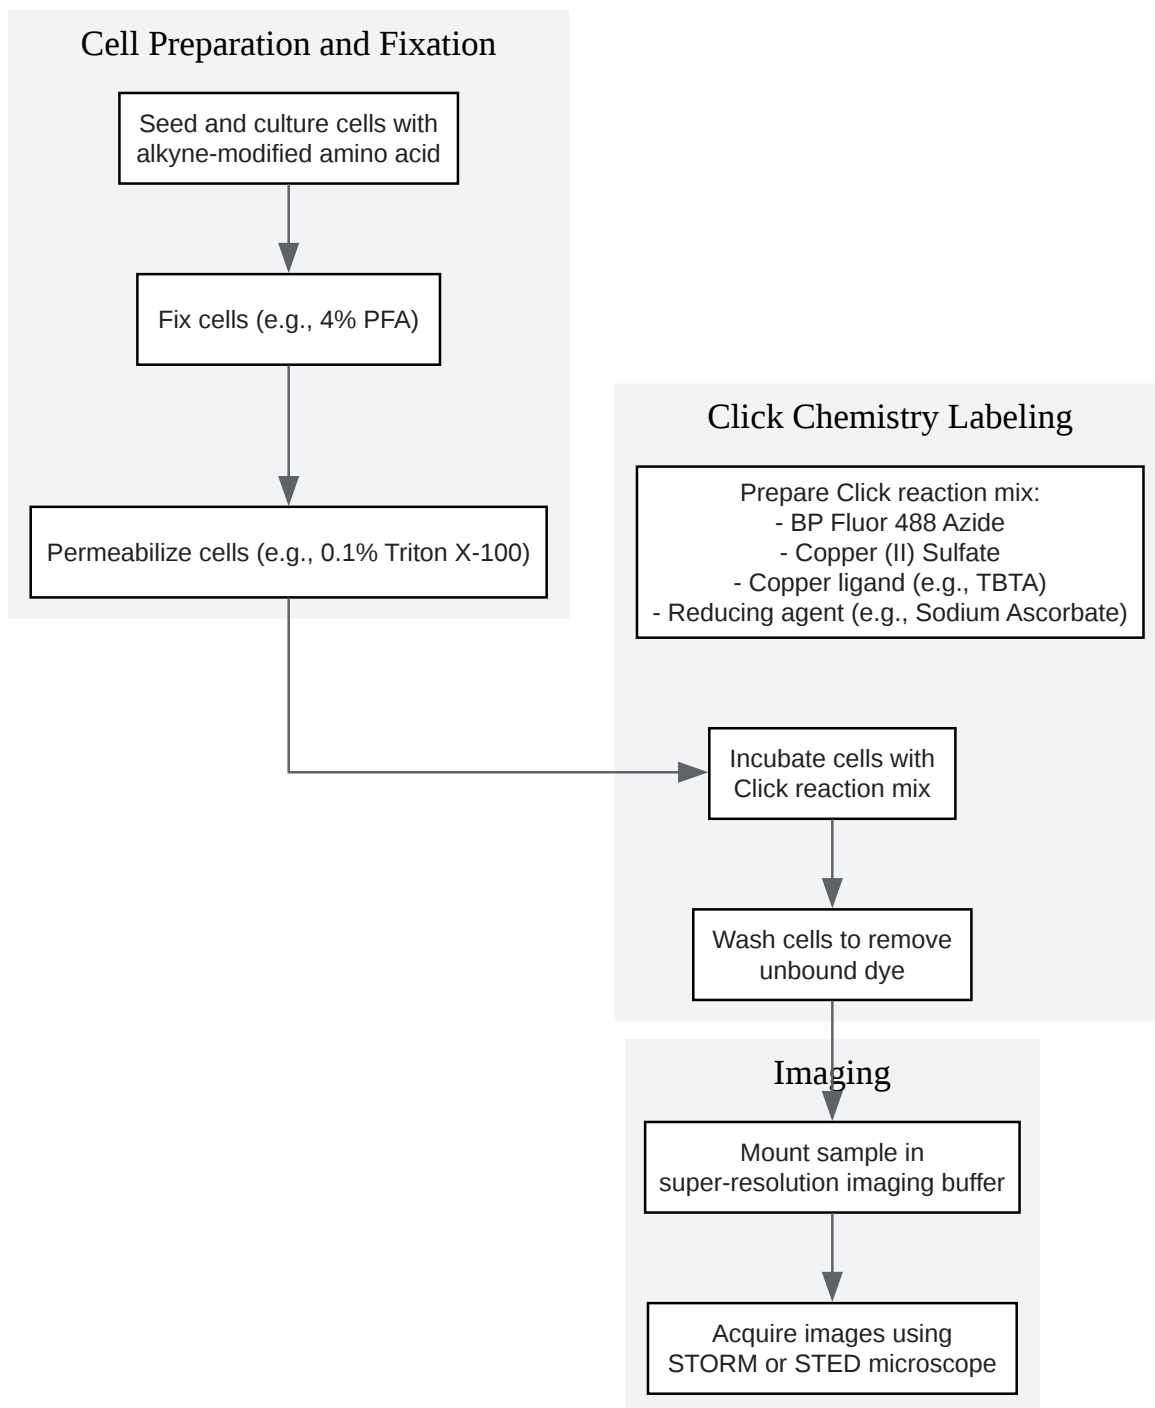 Cell Preparation and Fixation
Seed and culture cells with
alkyne-modified amino acid
Fix cells (e.g., 4% PFA)
Permeabilize cells (e.g., 0.1% Triton X-100)
Click Chemistry Labeling
Prepare Click reaction mix:
- BP Fluor 488 Azide
- Copper (II) Sulfate
- Copper ligand (e.g., TBTA)
- Reducing agent (e.g., Sodium Ascorbate)
Incubate cells with
Click reaction mix
Wash cells to remove
unbound dye
Imaging
Mount sample in
super-resolution imaging buffer
Acquire images using
STORM or STED microscope